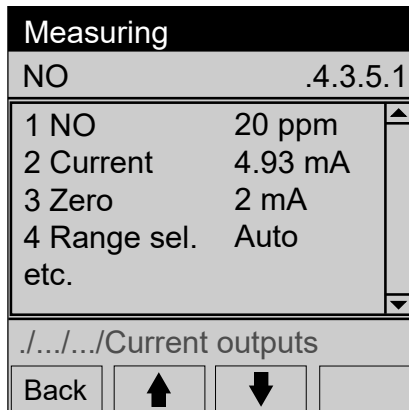 Measuring
NO .4.3.5.1
1 NO 20 ppm
2 Current 4.93 mA
3 Zero 2 mA
4 Range sel. Auto
etc.
./.../.../Current outputs
Back